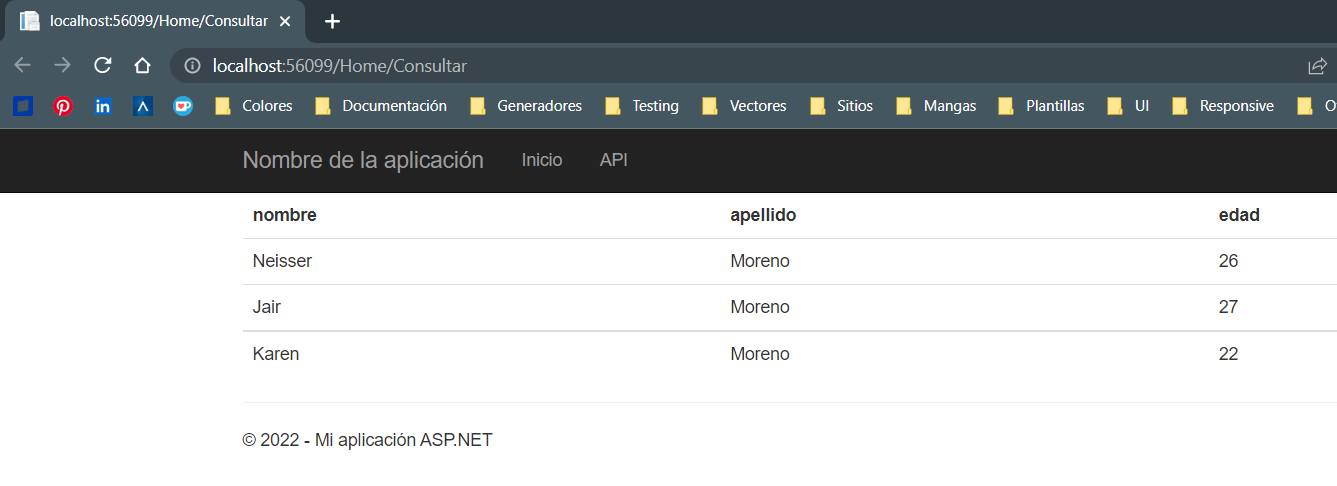 localhost:56099/Home/Consultar
localhost:56099/Home/Consultar
Colores Documentación Generadores Testing Vectores Sitios Mangas Plantillas UI Responsive
Nombre de la aplicación Inicio API
nombre apellido edad
Neisser Moreno 26
Jair Moreno 27
Karen Moreno 22
© 2022 - Mi aplicación ASP.NET